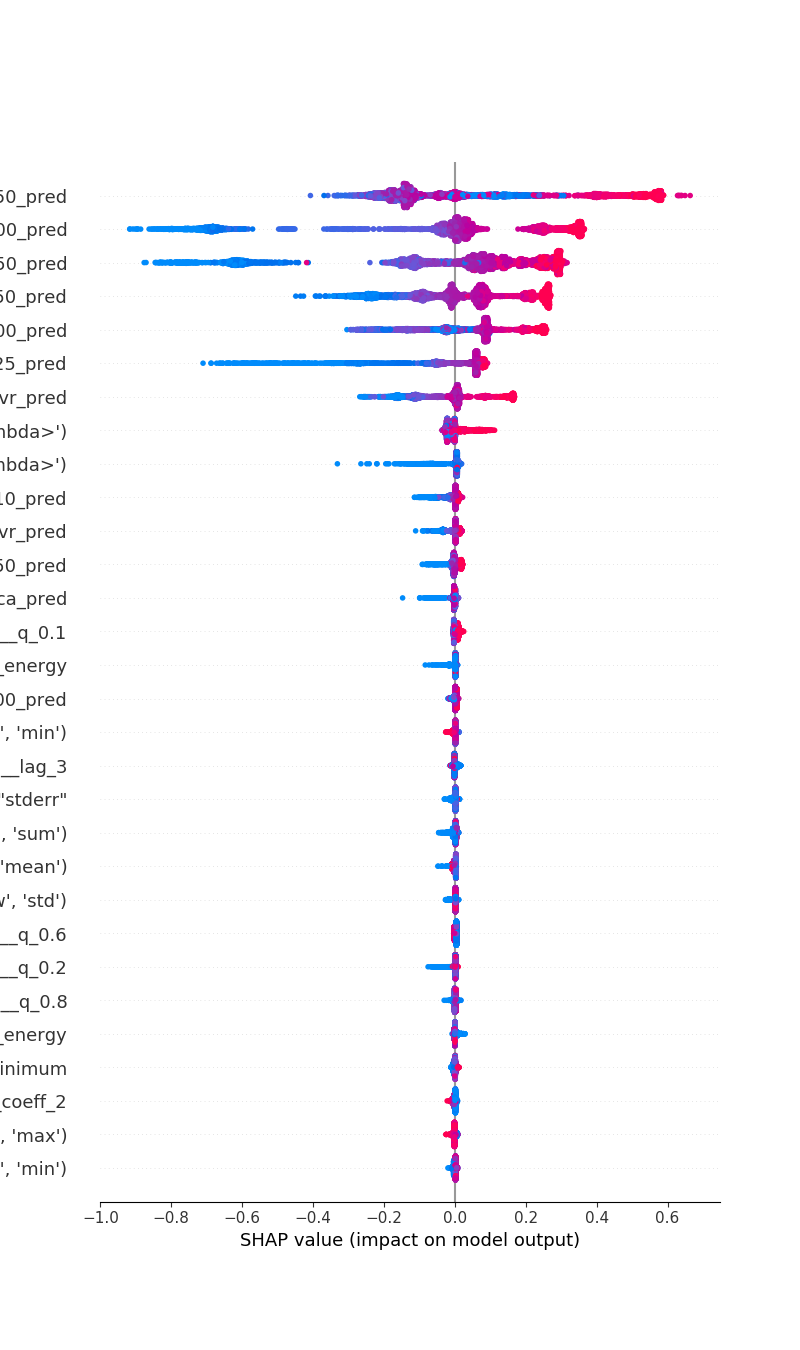 50_pred
00_pred
50_pred
50_pred
00_pred
25_pred
vr_pred
nbda>')
nbda>')
10_pred
vr_pred
50_pred
ca_pred
__q_0.1
_energy
00_pred
', 'min')
__lag_3
"stderr"
, 'sum')
'mean')
v', 'std')
__q_0.6
__q_0.2
__q_0.8
_energy
inimum
_coeff_2
, 'max')
', 'min')
−1.0 −0.8 −0.6 −0.4 −0.2 0.0 0.2 0.4 0.6
SHAP value (impact on model output)